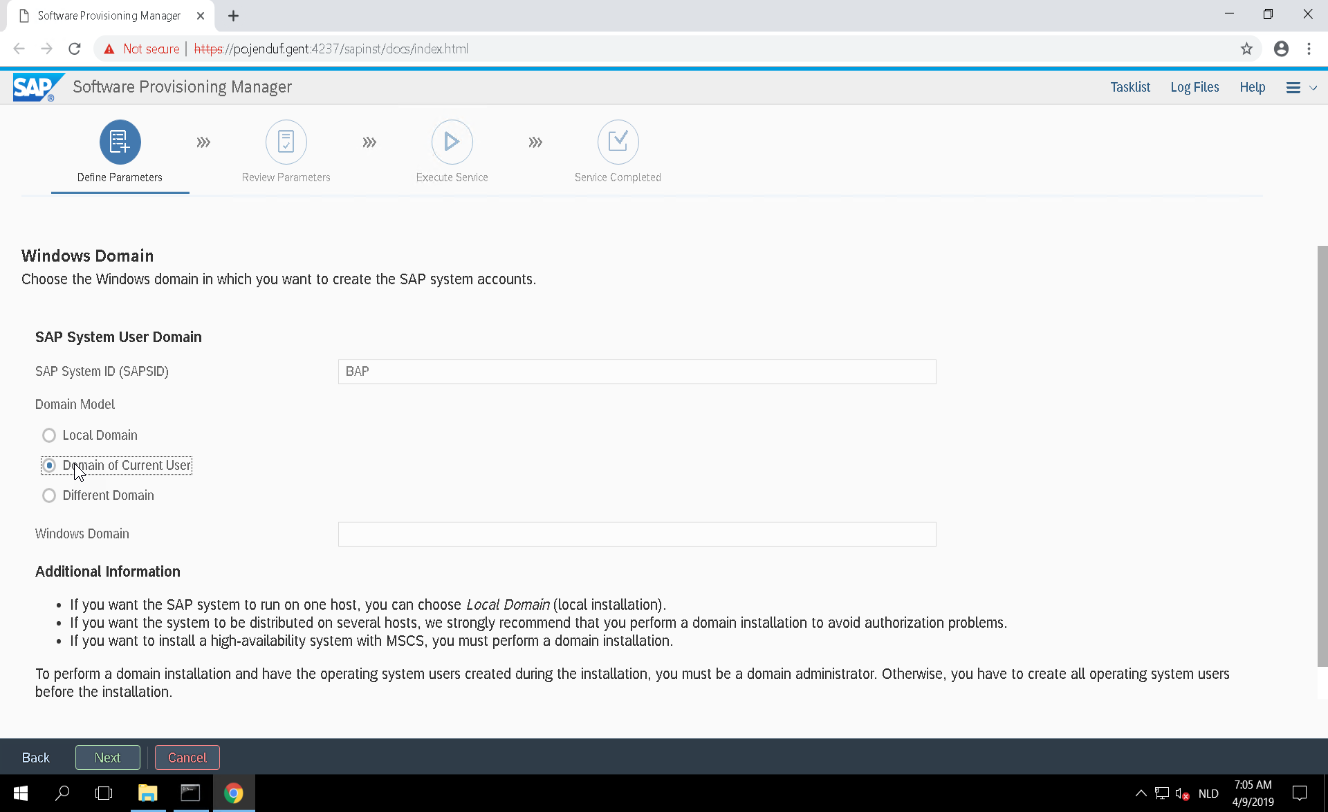 Software Provisioning Manager
Not secure | https://pojenduf.gent:4237/sapinst/docs/index.html
SAP Software Provisioning Manager
Tasklist Log Files Help
Define Parameters Review Parameters Execute Service Service Completed
Windows Domain
Choose the Windows domain in which you want to create the SAP system accounts.
SAP System User Domain
SAP System ID (SAPSID) BAP
Domain Model
Local Domain
Domain of Current User
Different Domain
Windows Domain
Additional Information
• If you want the SAP system to run on one host, you can choose Local Domain (local installation).
• If you want the system to be distributed on several hosts, we strongly recommend that you perform a domain installation to avoid authorization problems.
• If you want to install a high-availability system with MSCS, you must perform a domain installation.
To perform a domain installation and have the operating system users created during the installation, you must be a domain administrator. Otherwise, you have to create all operating system users
before the installation.
Back Next Cancel
NLD 7:05 AM
4/9/2019